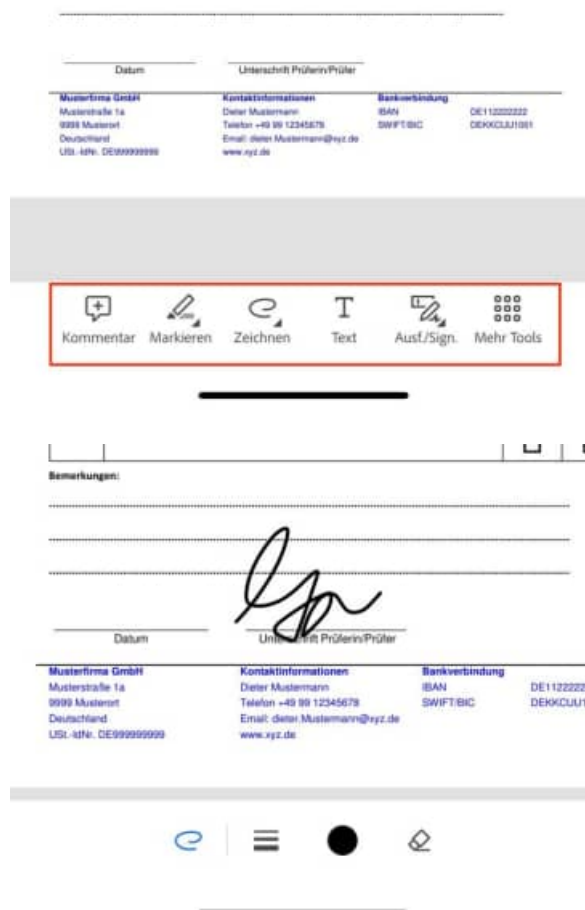 Datum Unterschrift Prüferin/Prüfer
Musterfirma GmbH Kontaktinformationen Bankverbindung
Musterstraße 1a Dieter Mustermann IBAN DE112222222
9999 Musterort Telefon +49 99 12345678 SWIFT/BIC DEKKCUU1001
Deutschland Email: dieter.Mustermann@xyz.de
USt.-IdNr. DE999999999 www.xyz.de
Kommentar Markieren Zeichnen Text Ausf./Sign. Mehr Tools
Bemerkungen:
Datum Unterschrift Prüferin/Prüfer
Musterfirma GmbH Kontaktinformationen Bankverbindung
Musterstraße 1a Dieter Mustermann IBAN DE1122222
9999 Musterort Telefon +49 99 12345678 SWIFT/BIC DEKKCUU1
Deutschland Email: dieter.Mustermann@xyz.de
USt.-IdNr. DE999999999 www.xyz.de